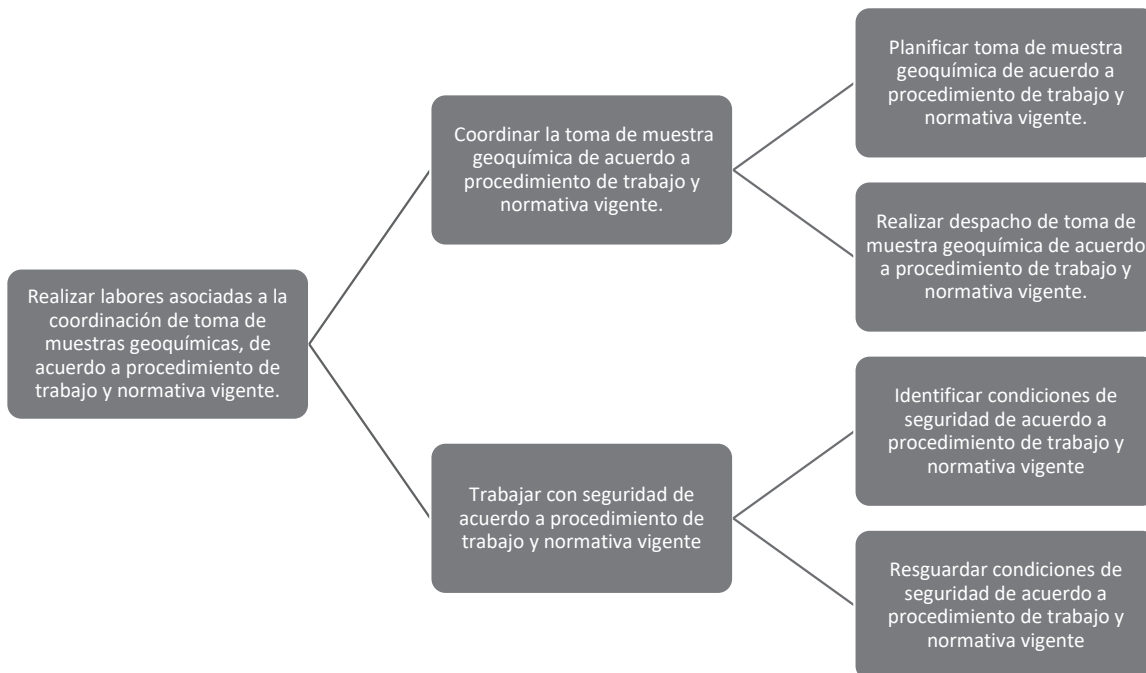 Planificar toma de muestra
geoquímica de acuerdo a
procedimiento de trabajo y
normativa vigente.
Coordinar la toma de muestra
geoquímica de acuerdo a
procedimiento de trabajo y
normativa vigente.
Realizar despacho de toma de
muestra geoquímica de acuerdo
a procedimiento de trabajo y
normativa vigente.
Realizar labores asociadas a la
coordinación de toma de
muestras geoquímicas, de
acuerdo a procedimiento de
trabajo y normativa vigente.
Identificar condiciones de
seguridad de acuerdo a
procedimiento de trabajo y
normativa vigente
Trabajar con seguridad de
acuerdo a procedimiento de
trabajo y normativa vigente
Resguardar condiciones de
seguridad de acuerdo a
procedimiento de trabajo y
normativa vigente